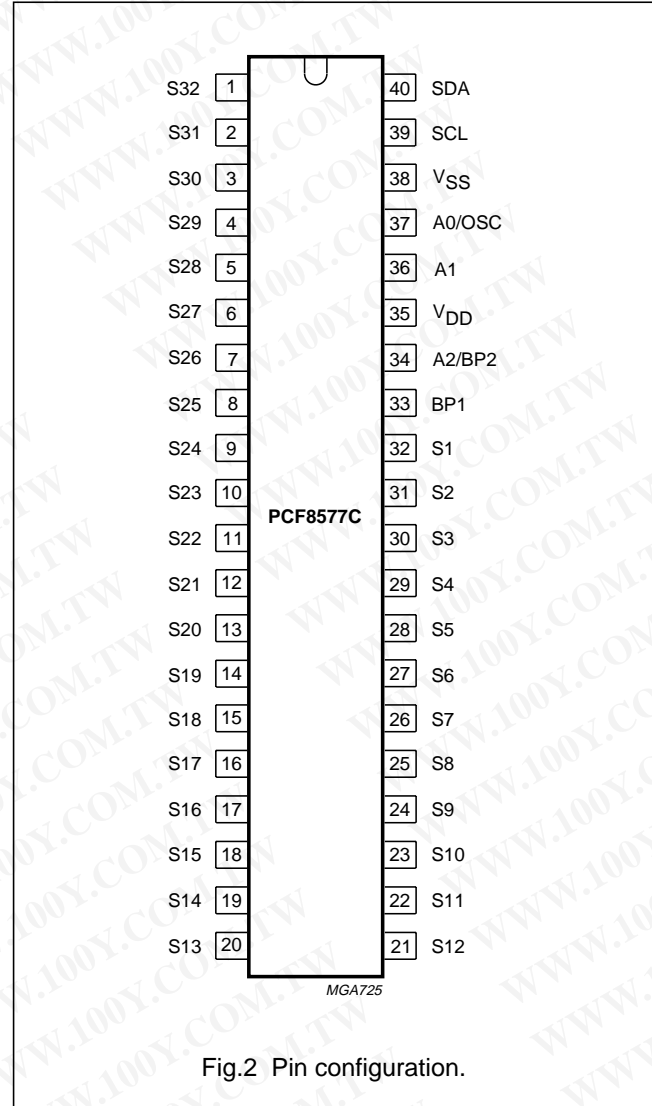 S32 1 40 SDA
S31 2 39 SCL
S30 3 38 VSS
S29 4 37 A0/OSC
S28 5 36 A1
S27 6 35 VDD
S26 7 34 A2/BP2
S25 8 33 BP1
S24 9 32 S1
S23 10 31 S2
PCF8577C
S22 11 30 S3
S21 12 29 S4
S20 13 28 S5
S19 14 27 S6
S18 15 26 S7
S17 16 25 S8
S16 17 24 S9
S15 18 23 S10
S14 19 22 S11
S13 20 21 S12
MGA725
Fig.2 Pin configuration.
WWW.100Y.COM.TW